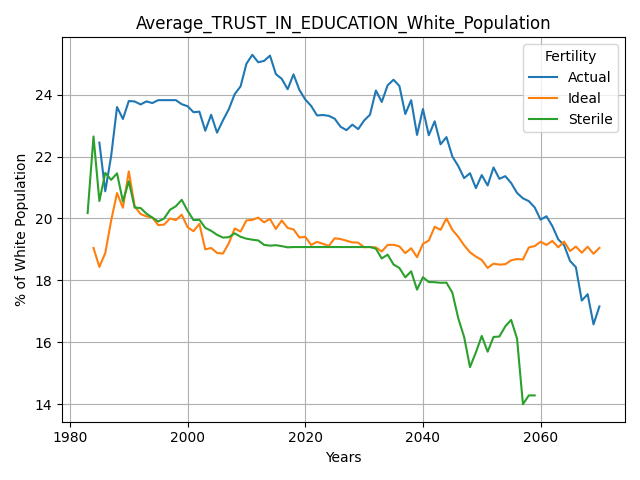 Average_TRUST_IN_EDUCATION_White_Population
Fertility
Actual
Ideal
Sterile
% of White Population
24
22
20
18
16
14
1980
2000
2020
2040
2060
Years